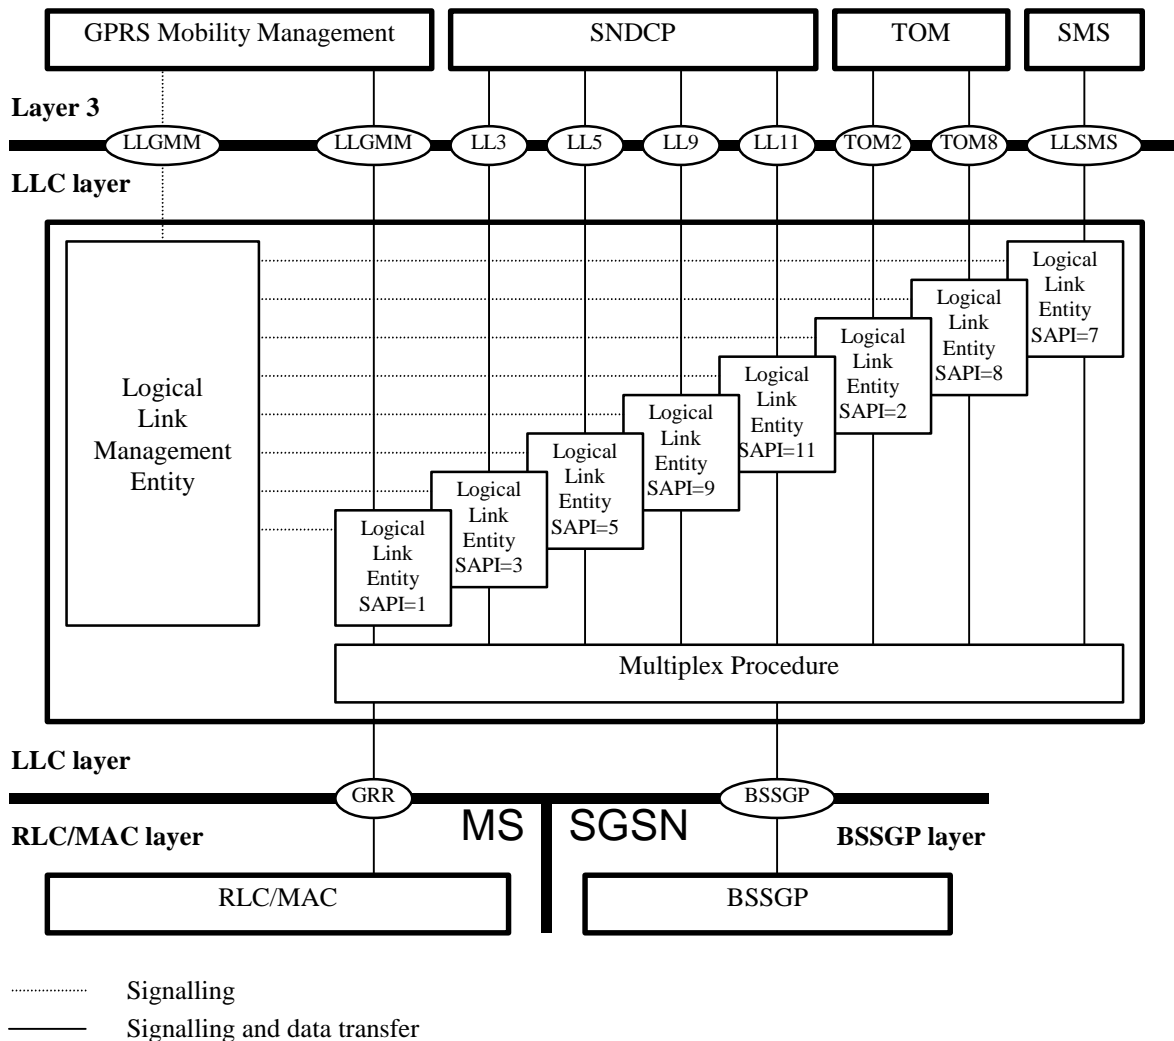 GPRS Mobility Management
SNDCP
TOM
SMS
Layer 3
LLGMM
LLGMM
LL3
LL5
LL9
LL11
TOM2
TOM8
LLSMS
LLC layer
Logical
Link
Management
Entity
Logical
Link
Entity
SAPI=1
Logical
Link
Entity
SAPI=3
Logical
Link
Entity
SAPI=5
Logical
Link
Entity
SAPI=9
Logical
Link
Entity
SAPI=11
Logical
Link
Entity
SAPI=2
Logical
Link
Entity
SAPI=8
Logical
Link
Entity
SAPI=7
Multiplex Procedure
LLC layer
GRR
BSSGP
RLC/MAC layer
MS
SGSN
BSSGP layer
RLC/MAC
BSSGP
Signalling
Signalling and data transfer